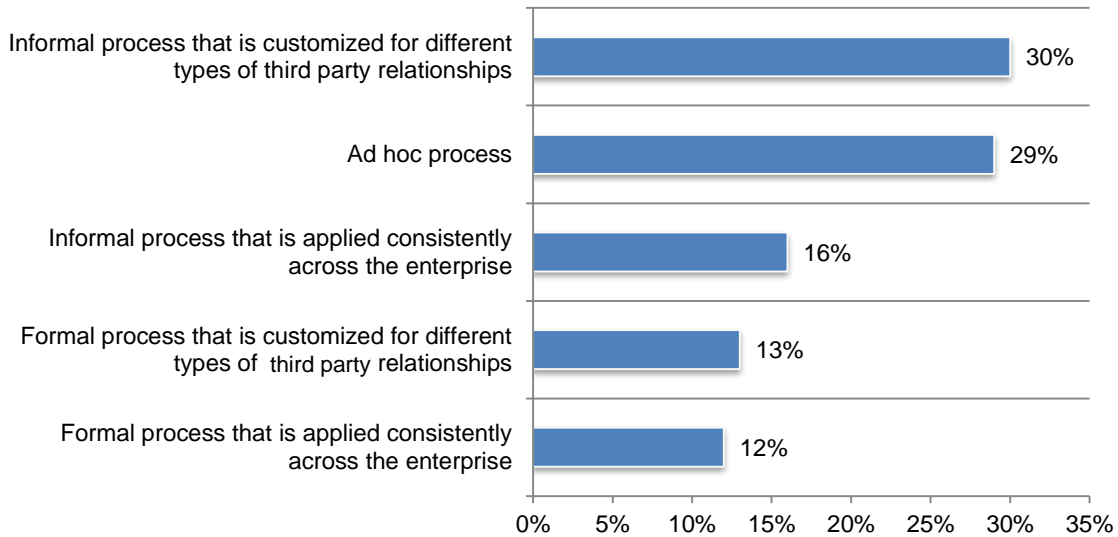 Informal process that is customized for different
types of third party relationships
30%
Ad hoc process
29%
Informal process that is applied consistently
across the enterprise
16%
Formal process that is customized for different
types of third party relationships
13%
Formal process that is applied consistently
across the enterprise
12%
0% 5% 10% 15% 20% 25% 30% 35%